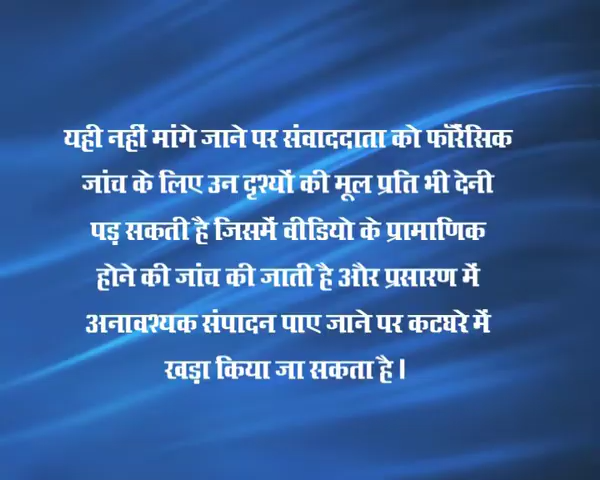 यही नहीं मांगे जाने पर संवाददाता को फॉरेंसिक
जांच के लिए उन दृश्यों की मूल प्रति भी देनी
पड़ सकती है जिसमें वीडियो के प्रामाणिक
होने की जांच की जाती है और प्रसारण में
अनावश्यक संपादन पाए जाने पर कटघरे में
खड़ा किया जा सकता है।